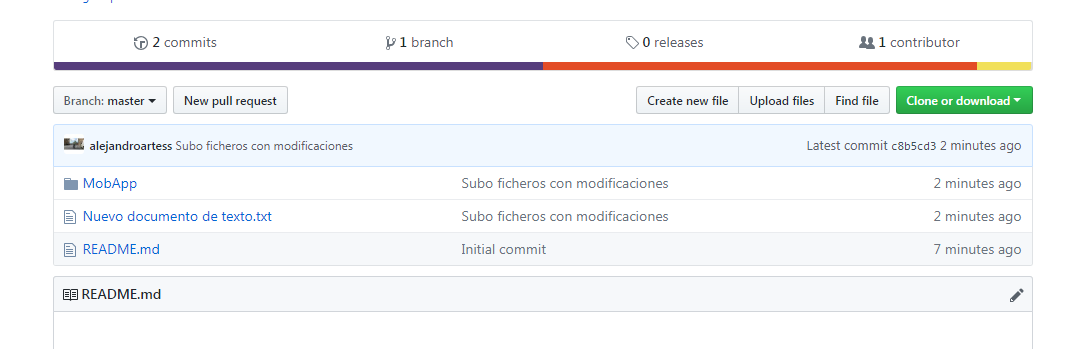 2 commits 1 branch 0 releases 1 contributor
Branch: master New pull request Create new file Upload files Find file Clone or download
alejandroartess Subo ficheros con modificaciones Latest commit c8b5cd3 2 minutes ago
MobApp Subo ficheros con modificaciones 2 minutes ago
Nuevo documento de texto.txt Subo ficheros con modificaciones 2 minutes ago
README.md Initial commit 7 minutes ago
README.md